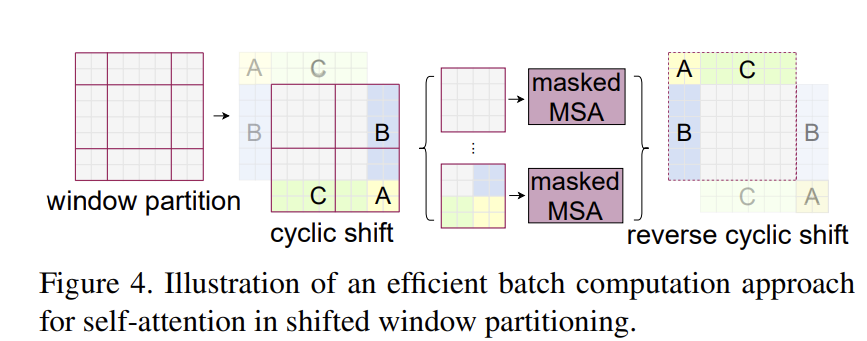 A
C
B
B
C
A
window partition
cyclic shift
masked
MSA
⋮
masked
MSA
A
C
B
B
C
A
reverse cyclic shift
Figure 4. Illustration of an efficient batch computation approach
for self-attention in shifted window partitioning.